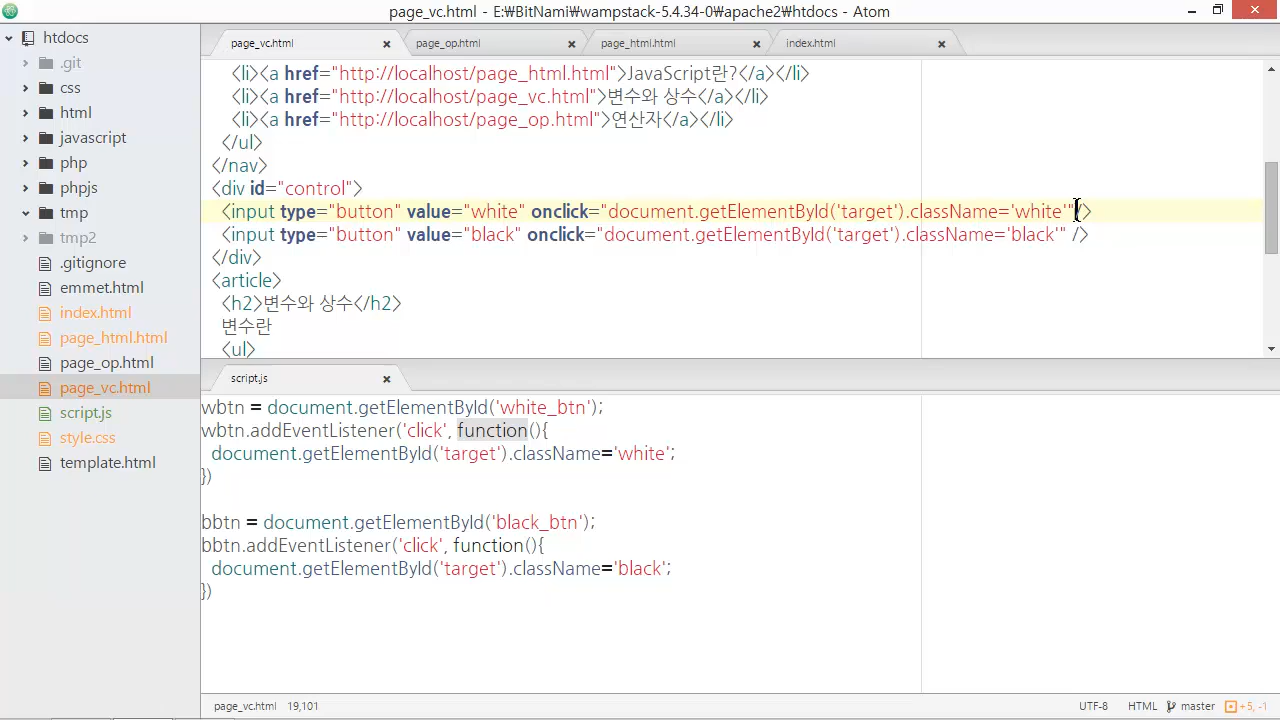 page_vc.html - E:₩BitNami₩wampstack-5.4.34-0₩apache2₩htdocs - Atom
htdocs
.git
css
html
javascript
php
phpjs
tmp
tmp2
.gitignore
emmet.html
index.html
page_html.html
page_op.html
page_vc.html
script.js
style.css
template.html
page_vc.html
page_op.html
page_html.html
index.html
<li><a href="http://localhost/page_html.html">JavaScript란?</a></li>
<li><a href="http://localhost/page_vc.html">변수와 상수</a></li>
<li><a href="http://localhost/page_op.html">연산자</a></li>
</ul>
</nav>
<div id="control">
<input type="button" value="white" onclick="document.getElementById('target').className='white'"/>
<input type="button" value="black" onclick="document.getElementById('target').className='black'" />
</div>
<article>
<h2>변수와 상수</h2>
변수란
<ul>
script.js
wbtn = document.getElementById('white_btn');
wbtn.addEventListener('click', function(){
document.getElementById('target').className='white';
})
bbtn = document.getElementById('black_btn');
bbtn.addEventListener('click', function(){
document.getElementById('target').className='black';
})
page_vc.html 19,101
UTF-8 HTML master +5, -1